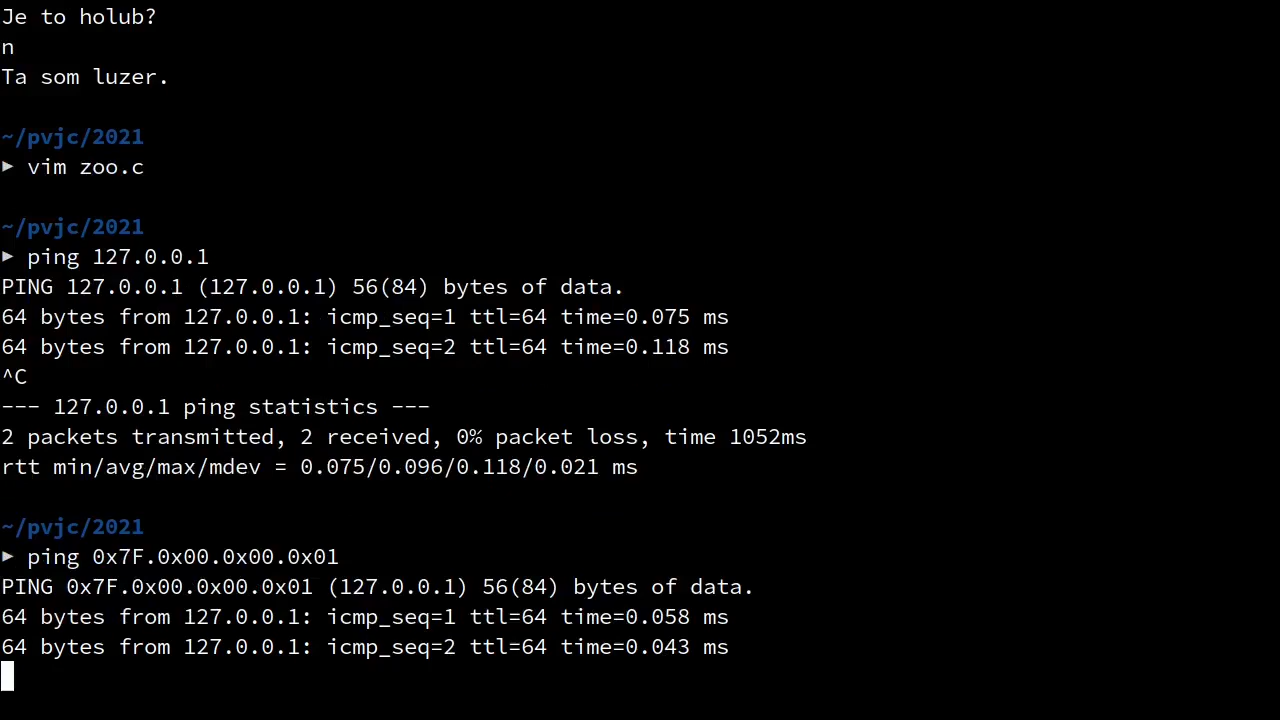 Je to holub?
n
Ta som luzer.
~/pvjc/2021
▶ vim zoo.c
~/pvjc/2021
▶ ping 127.0.0.1
PING 127.0.0.1 (127.0.0.1) 56(84) bytes of data.
64 bytes from 127.0.0.1: icmp_seq=1 ttl=64 time=0.075 ms
64 bytes from 127.0.0.1: icmp_seq=2 ttl=64 time=0.118 ms
^C
--- 127.0.0.1 ping statistics ---
2 packets transmitted, 2 received, 0% packet loss, time 1052ms
rtt min/avg/max/mdev = 0.075/0.096/0.118/0.021 ms
~/pvjc/2021
▶ ping 0x7F.0x00.0x00.0x01
PING 0x7F.0x00.0x00.0x01 (127.0.0.1) 56(84) bytes of data.
64 bytes from 127.0.0.1: icmp_seq=1 ttl=64 time=0.058 ms
64 bytes from 127.0.0.1: icmp_seq=2 ttl=64 time=0.043 ms